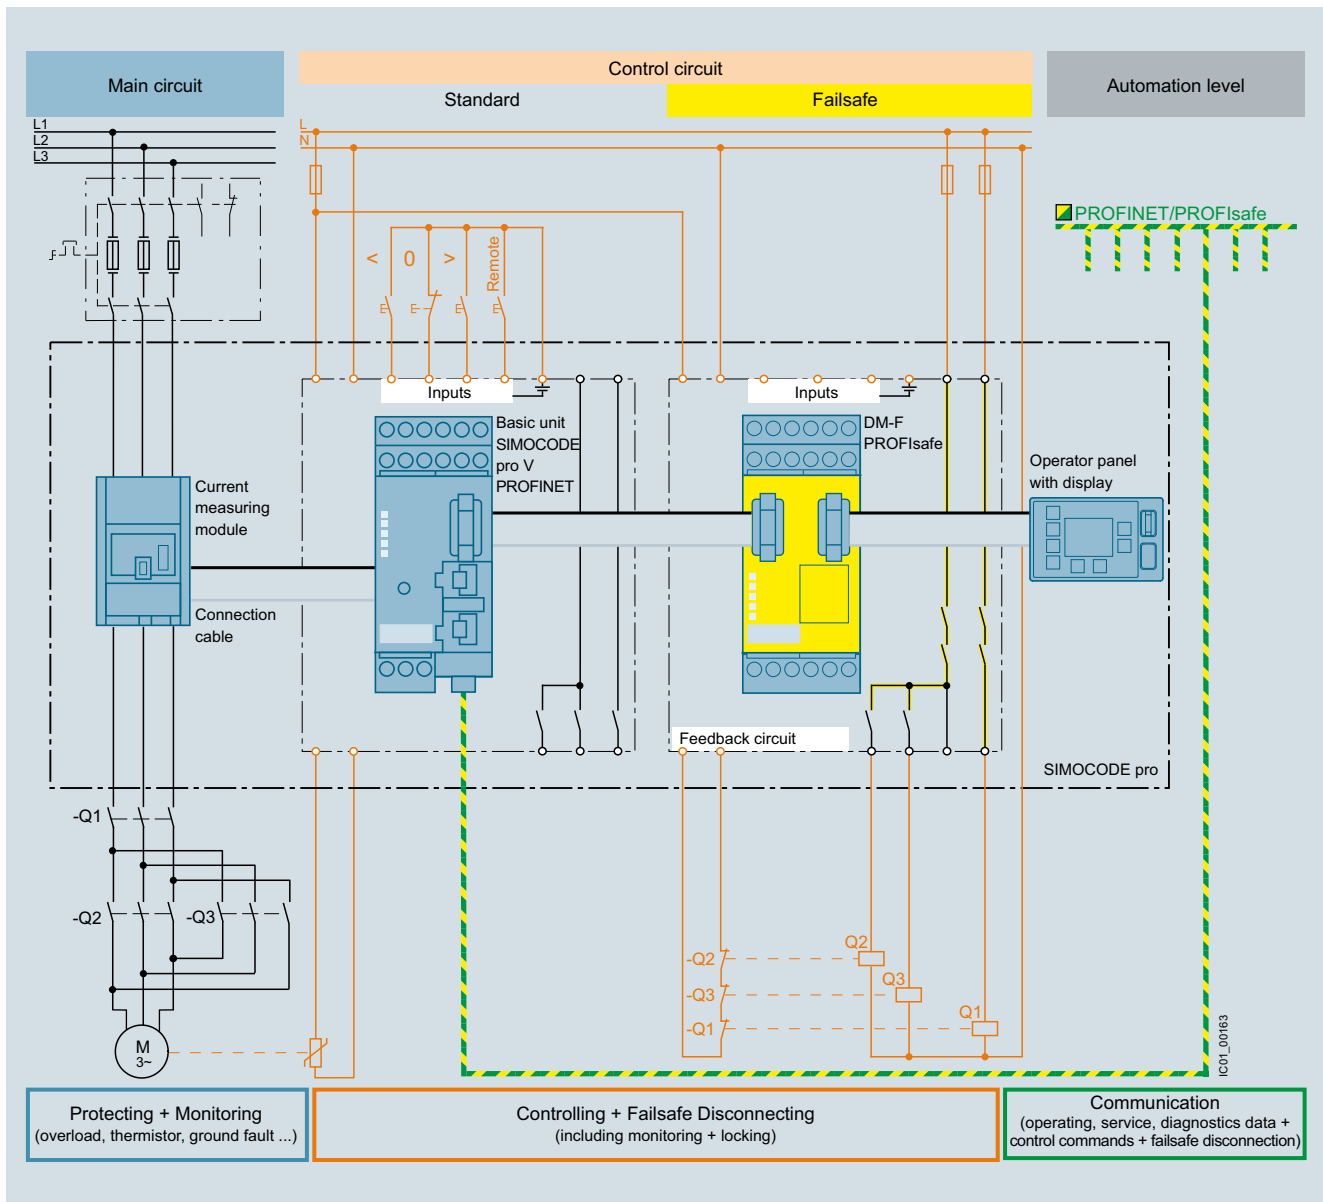 Main circuit
Control circuit
Standard
Failsafe
Automation level
L1
L2
L3
L
N
PROFINET/PROFIsafe
< 0 >
Remote
Inputs
Inputs
Basic unit
SIMOCODE
pro V
PROFINET
DM-F
PROFIsafe
Operator panel
with display
Current
measuring
module
Connection
cable
Feedback circuit
SIMOCODE pro
-Q1
-Q2
-Q3
Q2
-Q2
Q3
-Q3
Q1
-Q1
M
3~
IC01_00163
Protecting + Monitoring
(overload, thermistor, ground fault ...)
Controlling + Failsafe Disconnecting
(including monitoring + locking)
Communication
(operating, service, diagnostics data +
control commands + failsafe disconnection)